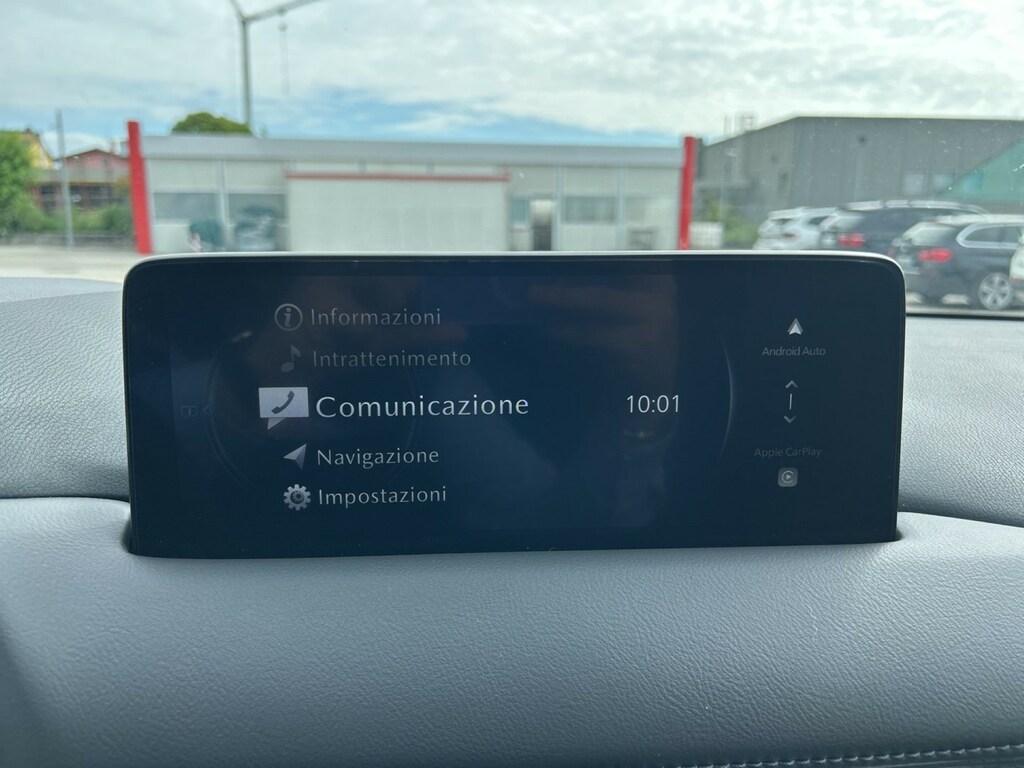 Informazioni
Intrattenimento
Comunicazione
10:01
Navigazione
Impostazioni
Android Auto
Apple CarPlay